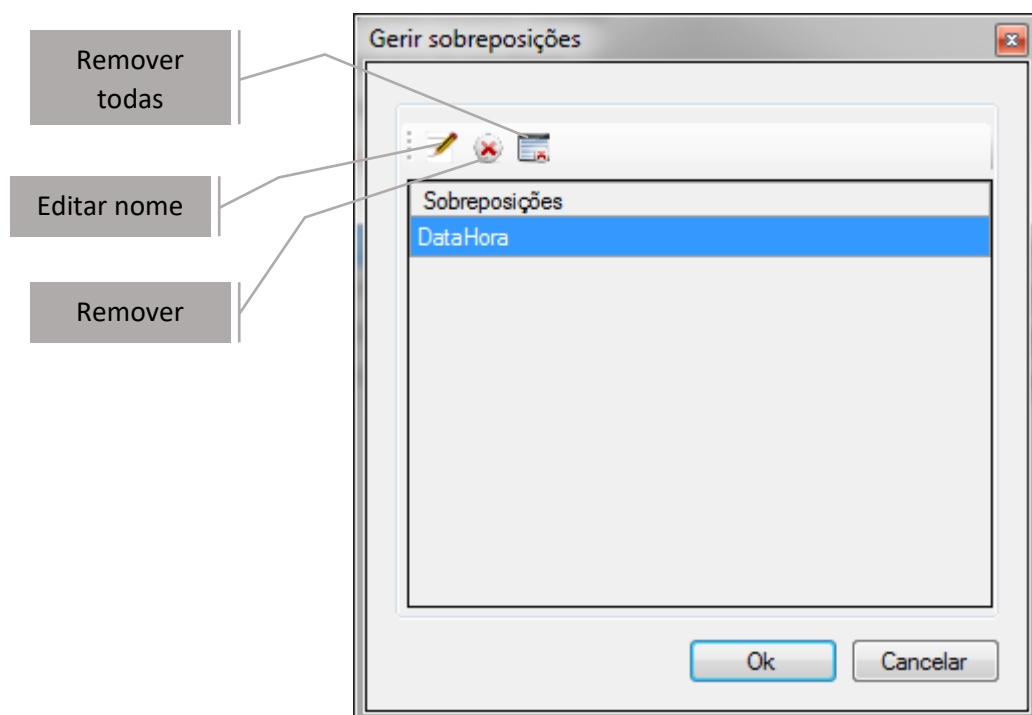 Remover
todas
Editar nome
Remover
Gerir sobreposições
Sobreposições
DataHora
Ok
Cancelar